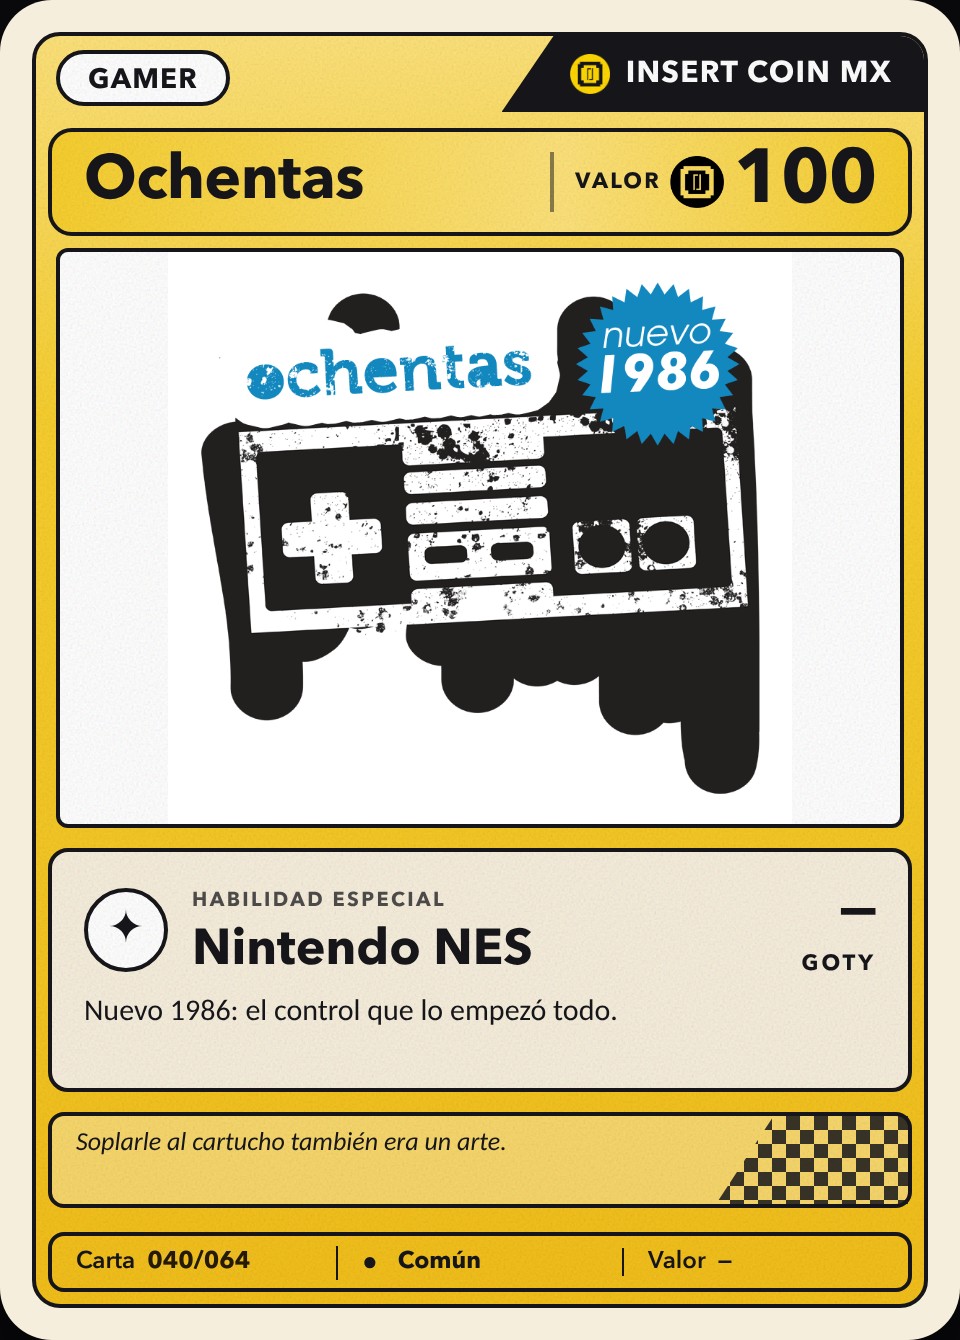 GAMER
INSERT COIN MX
Ochentas
VALOR 100
ochentas
nuevo
1986
HABILIDAD ESPECIAL
Nintendo NES
–
GOTY
Nuevo 1986: el control que lo empezó todo.
Soplarle al cartucho también era un arte.
Carta 040/064 • Común Valor –